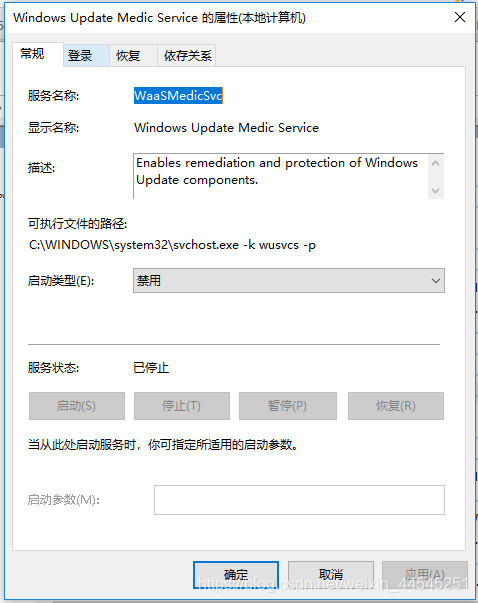 Windows Update Medic Service 的属性(本地计算机)
常规 登录 恢复 依存关系
服务名称: WaaSMedicSvc
显示名称: Windows Update Medic Service
描述: Enables remediation and protection of Windows
Update components.
可执行文件的路径:
C:\WINDOWS\system32\svchost.exe -k wusvcs -p
启动类型(E): 禁用
服务状态: 已停止
启动(S) 停止(T) 暂停(P) 恢复(R)
当从此处启动服务时，你可指定所适用的启动参数。
启动参数(M):
确定 取消 应用(A)
https://blog.csdn.net/weixin_44545251